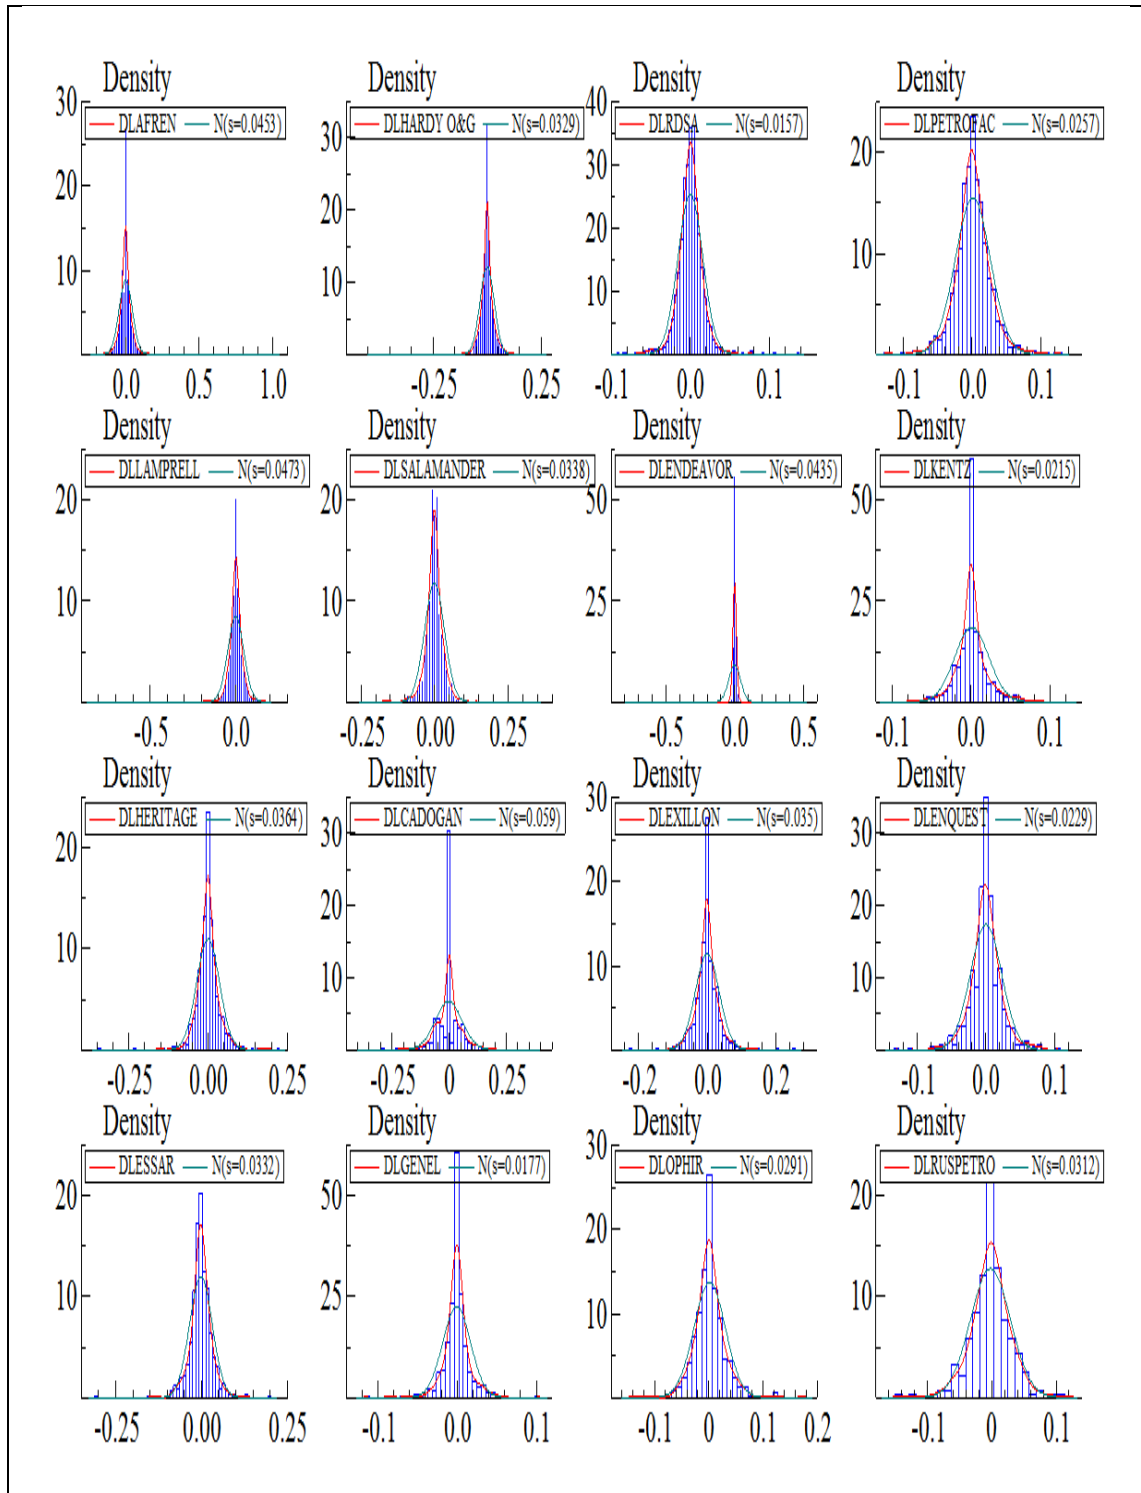 Density Density Density Density
30 40
DLAFREN N(s=0.0453) DLHARDY O&G N(s=0.0329) DLRDSA N(s=0.0157) DLPETROFAC N(s=0.0257)
30 30 20
20 20 20
10 10 10 10
0.0 0.5 1.0 -0.25 0.25 -0.1 0.0 0.1 -0.1 0.0 0.1
Density Density Density Density
DLLAMPRELL N(s=0.0473) DLSALAMANDER N(s=0.0338) DLENDEAVOR N(s=0.0435) DLKENTZ N(s=0.0215)
20 20 50 50
10 10 25 25
-0.5 0.0 -0.25 0.00 0.25 0.0 0.5 -0.1 0.0 0.1
Density Density Density Density
30 30
DLHERITAGE N(s=0.0364) DLCADOGAN N(s=0.059) DLEXILLON N(s=0.035) DLENQUEST N(s=0.0229)
20 30 20 20
10 20 10 10
10
-0.25 0.00 0.25 -0.25 0 0.25 -0.2 0.0 0.2 -0.1 0.0 0.1
Density Density Density Density
30
DLESSAR N(s=0.0332) DLGENEL N(s=0.0177) DLOPHIR N(s=0.0291) DLRUSPETRO N(s=0.0312)
20 50 20 20
10 25 10 10
-0.25 0.00 0.25 -0.1 0.0 0.1 -0.1 0 0.1 0.2 -0.1 0 0.1